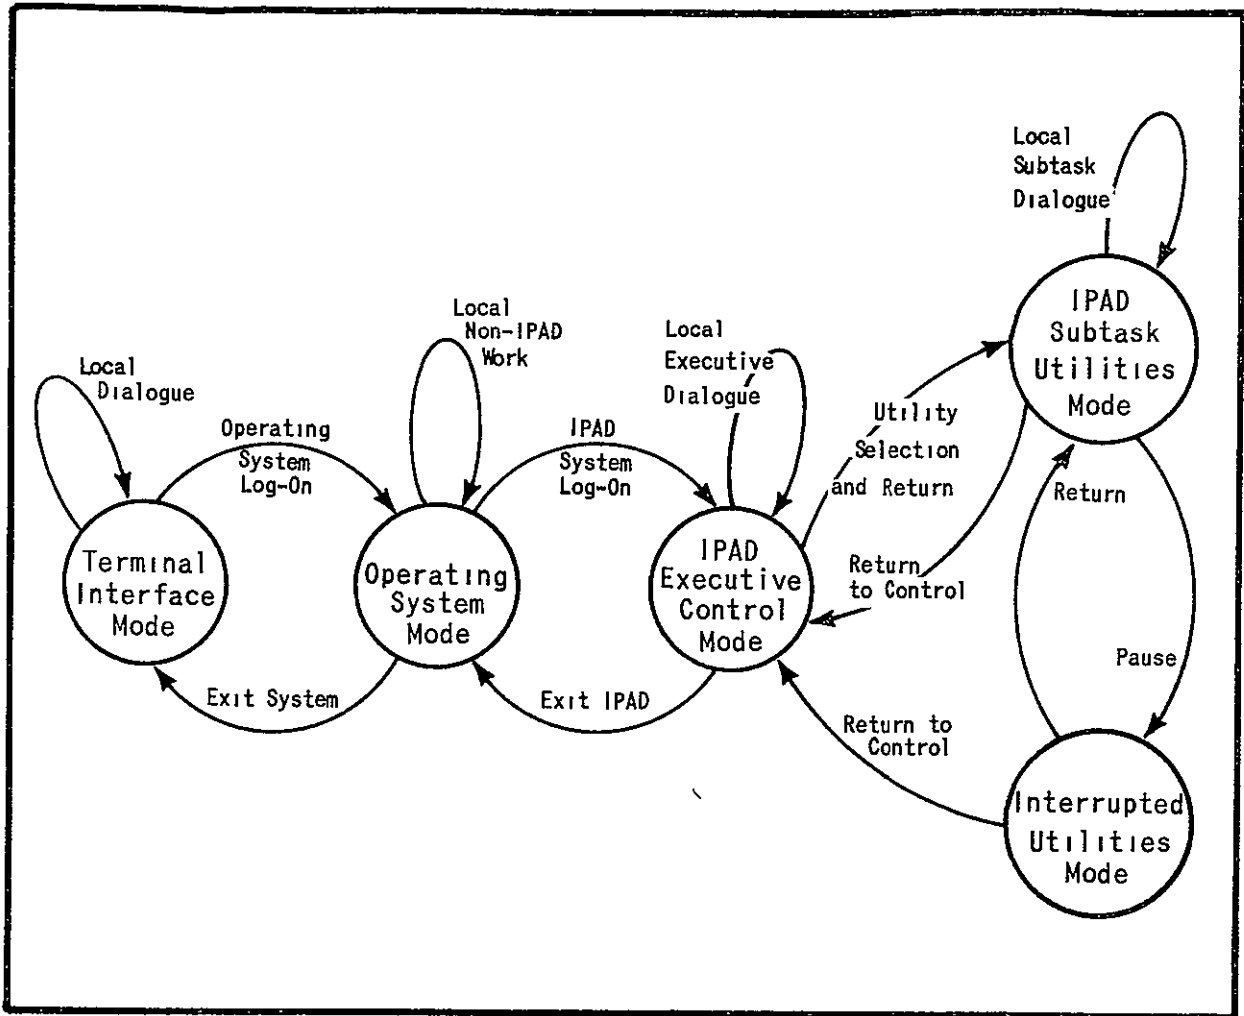 Local
Subtask
Dialogue
IPAD
Subtask
Utilities
Mode
Local
Non-IPAD
Work
Local
Executive
Dialogue
Local
Dialogue
Operating
System
Log-On
IPAD
System
Log-On
Utility
Selection
and Return
Return
Terminal
Interface
Mode
Operating
System
Mode
IPAD
Executive
Control
Mode
Return
to Control
Pause
Exit System
Exit IPAD
Return to
Control
Interrupted
Utilities
Mode